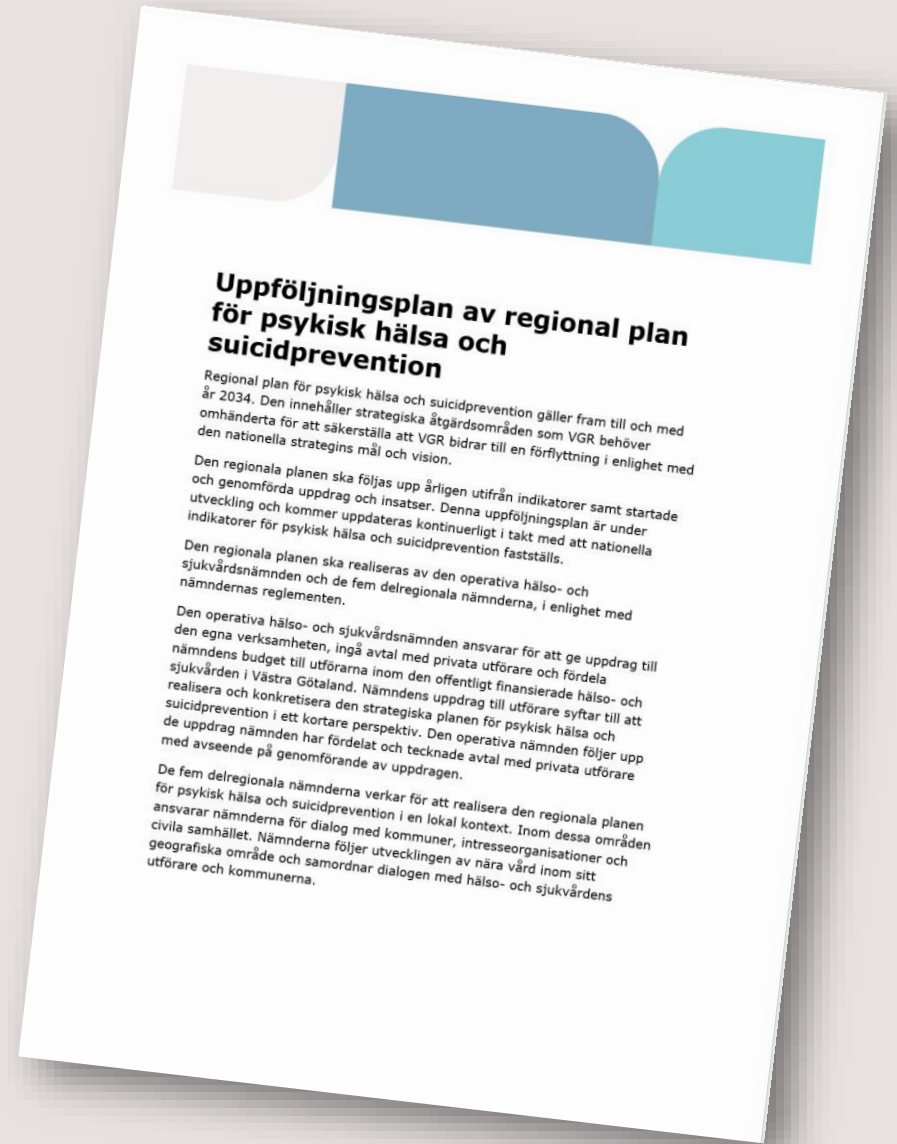 Uppföljningsplan av regional plan
för psykisk hälsa och
suicidprevention
Regional plan för psykisk hälsa och suicidprevention gäller fram till och med
år 2034. Den innehåller strategiska åtgärdsområden som VGR behöver
omhänderta för att säkerställa att VGR bidrar till en förflyttning i enlighet med
den nationella strategins mål och vision.
Den regionala planen ska följas upp årligen utifrån indikatorer samt startade
och genomförda uppdrag och insatser. Denna uppföljningsplan är under
utveckling och kommer uppdateras kontinuerligt i takt med att nationella
indikatorer för psykisk hälsa och suicidprevention fastställs.
Den regionala planen ska realiseras av den operativa hälso- och
sjukvårdsnämnden och de fem delregionala nämnderna, i enlighet med
nämndernas reglementen.
Den operativa hälso- och sjukvårdsnämnden ansvarar för att ge uppdrag till
den egna verksamheten, ingå avtal med privata utförare och fördela
nämndens budget till utförarna inom den offentligt finansierade hälso- och
sjukvården i Västra Götaland. Nämndens uppdrag till utförare syftar till att
realisera och konkretisera den strategiska planen för psykisk hälsa och
suicidprevention i ett kortare perspektiv. Den operativa nämnden följer upp
de uppdrag nämnden har fördelat och tecknade avtal med privata utförare
med avseende på genomförande av uppdragen.
De fem delregionala nämnderna verkar för att realisera den regionala planen
för psykisk hälsa och suicidprevention i en lokal kontext. Inom dessa områden
ansvarar nämnderna för dialog med kommuner, intresseorganisationer och
civila samhället. Nämnderna följer utvecklingen av nära vård inom sitt
geografiska område och samordnar dialogen med hälso- och sjukvårdens
utförare och kommunerna.